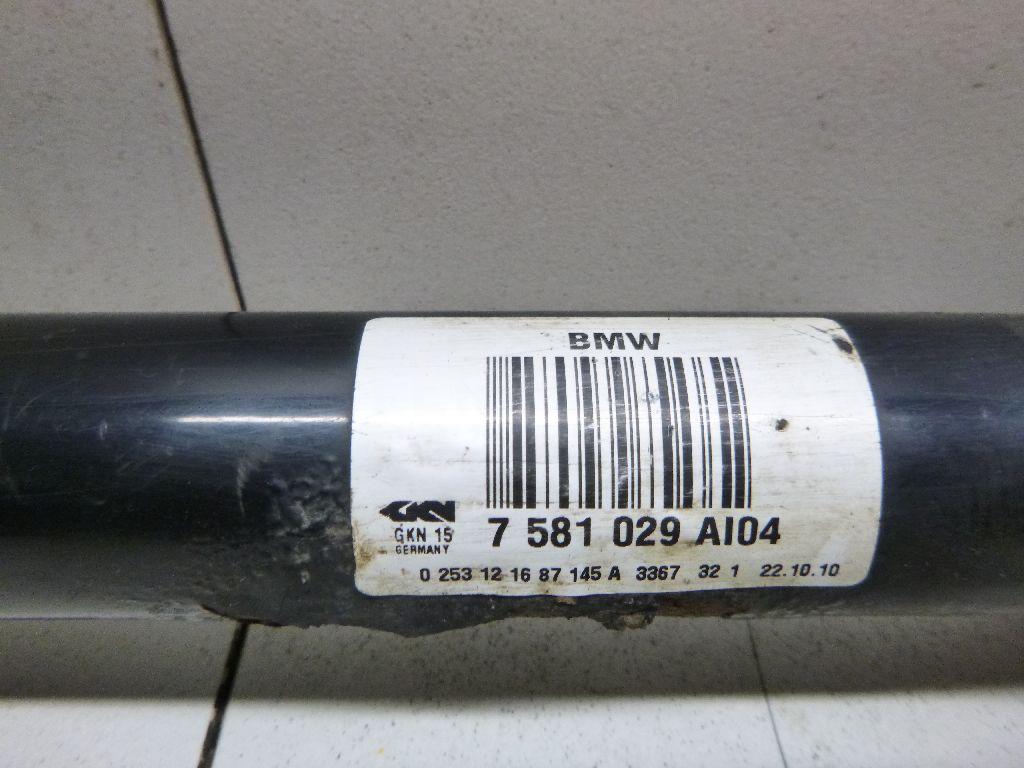 BMW
GKN
GKN 15
GERMANY
7 581 029 AI04
0 253 12 16 87 145 A 3367 32 1 22.10.10